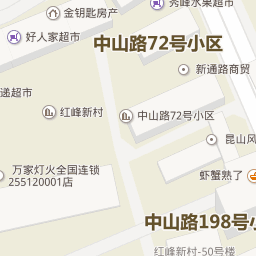 秀峰水果超市
金钥匙房产
好人家超市
中山路72号小区
新通路商贸
递超市
红峰新村
中山路72号小区
昆山风
万家灯火全国连锁
255120001店
虾蟹熟了
中山路198号小
红峰新村-50号楼